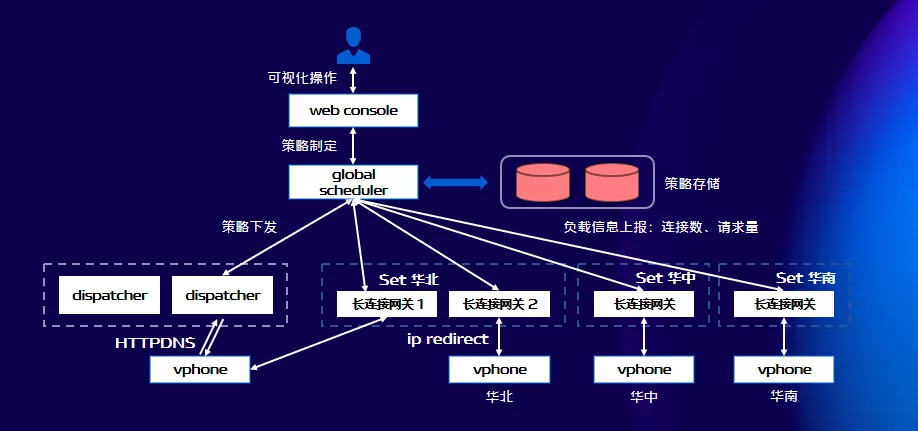 可视化操作
web console
策略制定
global
scheduler
策略存储
策略下发
负载信息上报：连接数、请求量
Set 华北
Set 华中
Set 华南
dispatcher
dispatcher
长连接网关 1
长连接网关 2
长连接网关
长连接网关
HTTPDNS
ip redirect
vphone
vphone
vphone
vphone
华北
华中
华南